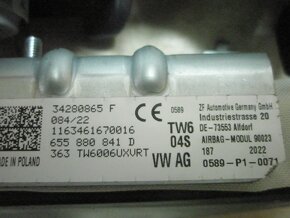 34280865 F
084/22
1163461670016
655 880 841 D
363 TW6006UXVRT
MADE IN POLAND
CE
0589
TW6
04S
VW AG
ZF Automotive Germany GmbH
Industriestrasse 20
DE - 73553 Alfdorf
AIRBAG-MODUL 90023
187 2022
0589-P1-0071